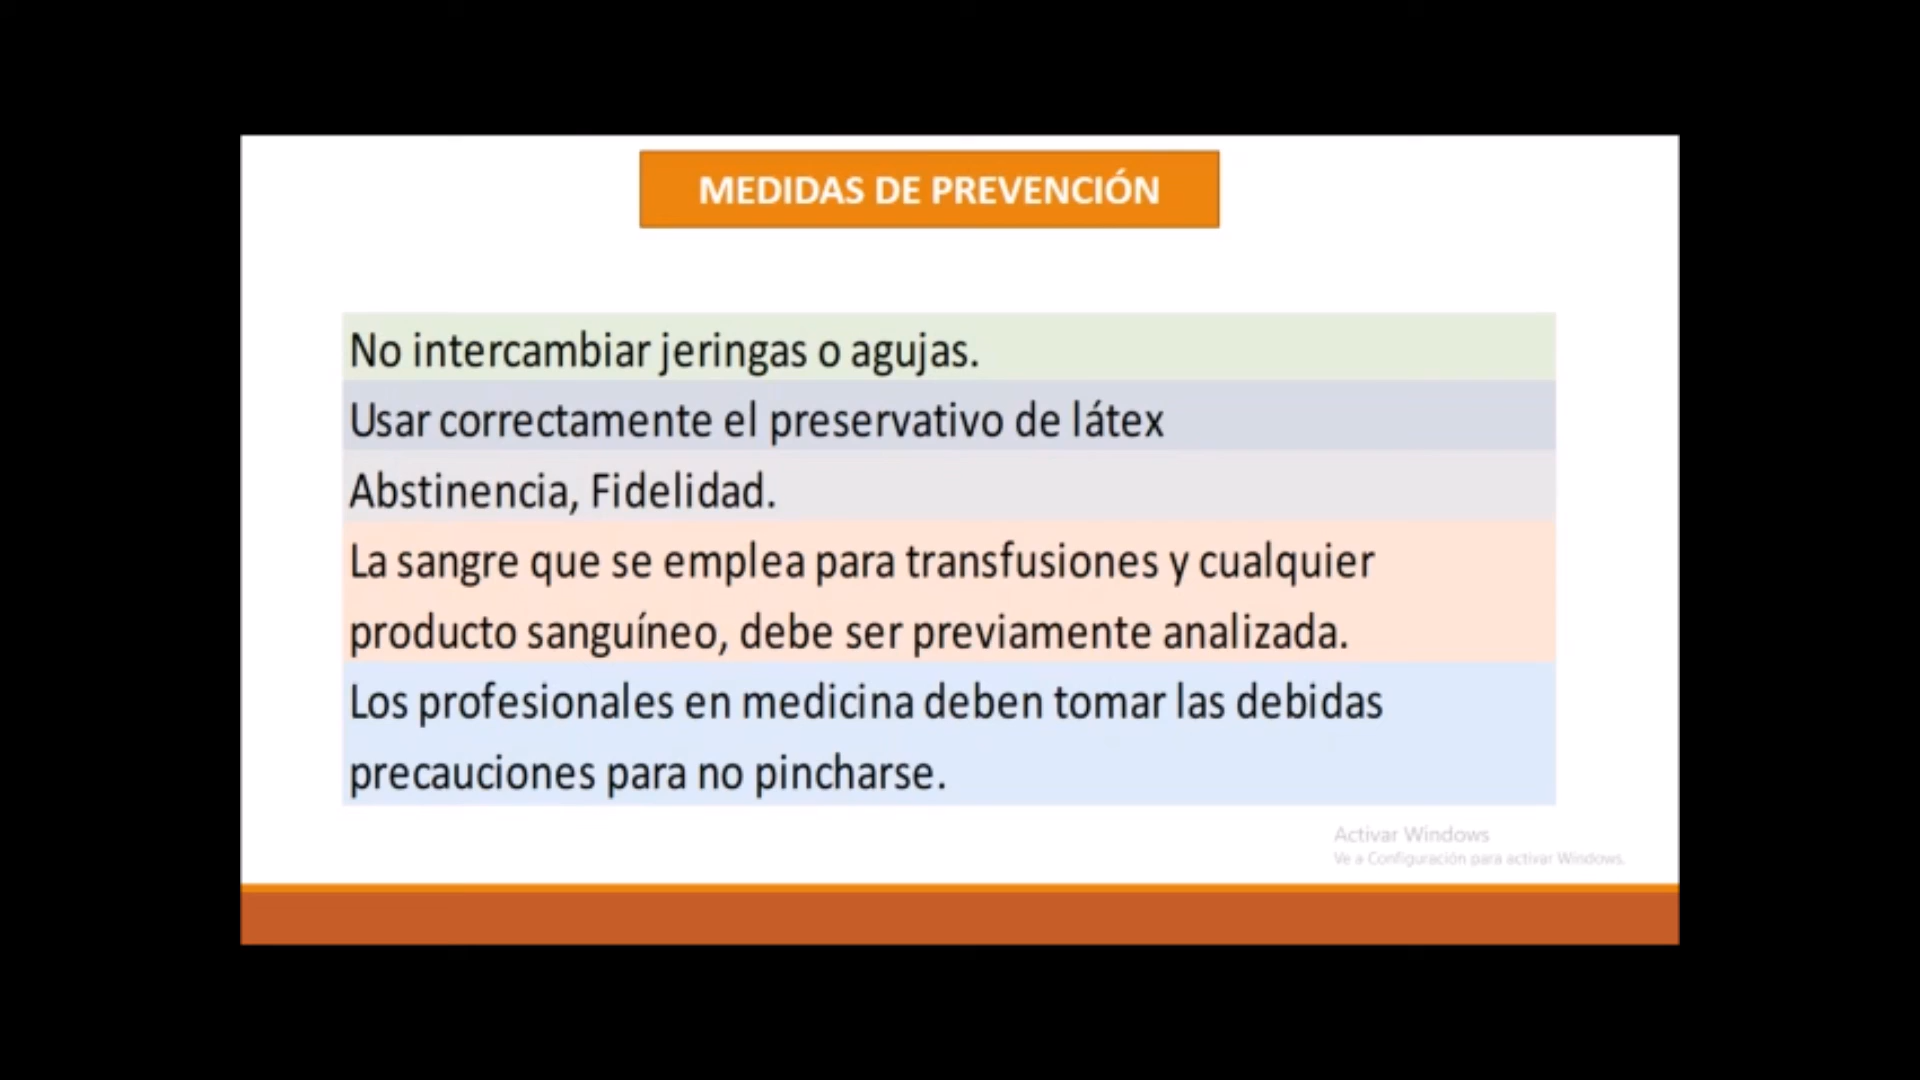 MEDIDAS DE PREVENCIÓN
No intercambiar jeringas o agujas.
Usar correctamente el preservativo de látex
Abstinencia, Fidelidad.
La sangre que se emplea para transfusiones y cualquier
producto sanguíneo, debe ser previamente analizada.
Los profesionales en medicina deben tomar las debidas
precauciones para no pincharse.
Activar Windows
Ve a Configuración para activar Windows.